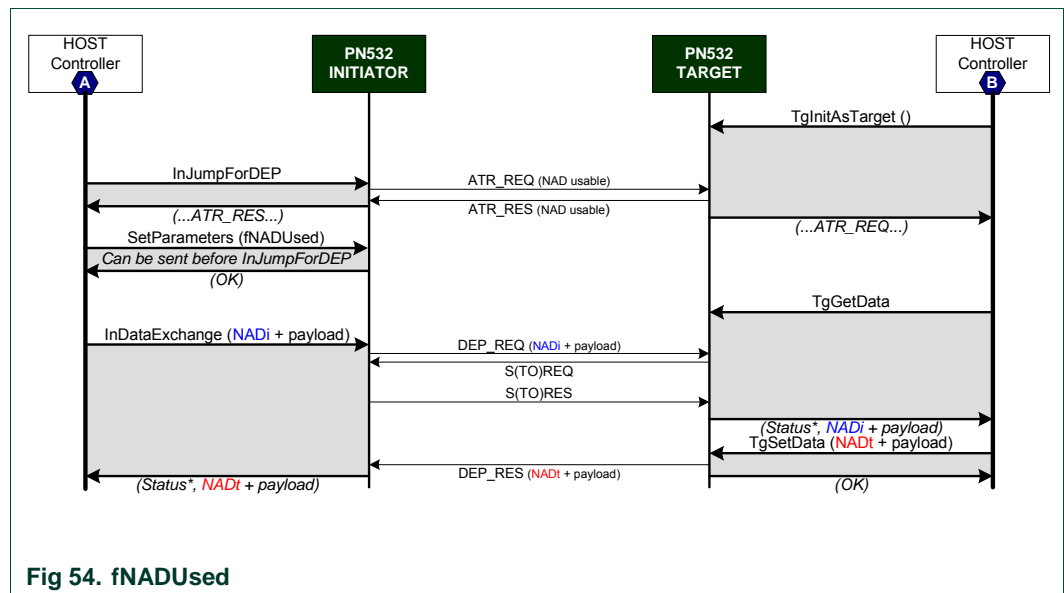 HOST
Controller
A
PN532
INITIATOR
PN532
TARGET
HOST
Controller
B
TgInitAsTarget ()
InJumpForDEP
ATR_REQ (NAD usable)
ATR_RES (NAD usable)
(...ATR_RES...)
(...ATR_REQ...)
SetParameters (fNADUsed)
Can be sent before InJumpForDEP
(OK)
TgGetData
InDataExchange (NADi + payload)
DEP_REQ (NADi + payload)
S(TO)REQ
S(TO)RES
(Status*, NADi + payload)
TgSetData (NADt + payload)
DEP_RES (NADt + payload)
(Status*, NADt + payload)
(OK)
Fig 54. fNADUsed